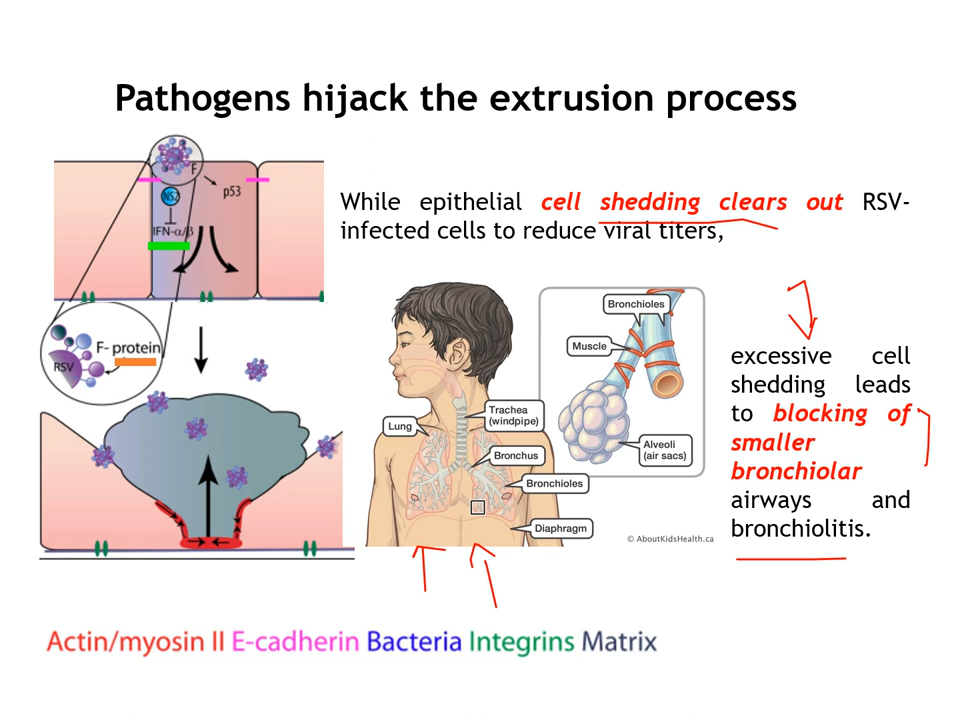 Pathogens hijack the extrusion process
F
p53
NS2
IFN-α/β
F- protein
RSV
While epithelial cell shedding clears out RSV-
infected cells to reduce viral titers,
Bronchioles
Muscle
Alveoli
(air sacs)
Trachea
(windpipe)
Lung
Bronchus
Bronchioles
Diaphragm
© AboutKidsHealth.ca
excessive cell
shedding leads
to blocking of
smaller
bronchiolar
airways and
bronchiolitis.
Actin/myosin II E-cadherin Bacteria Integrins Matrix